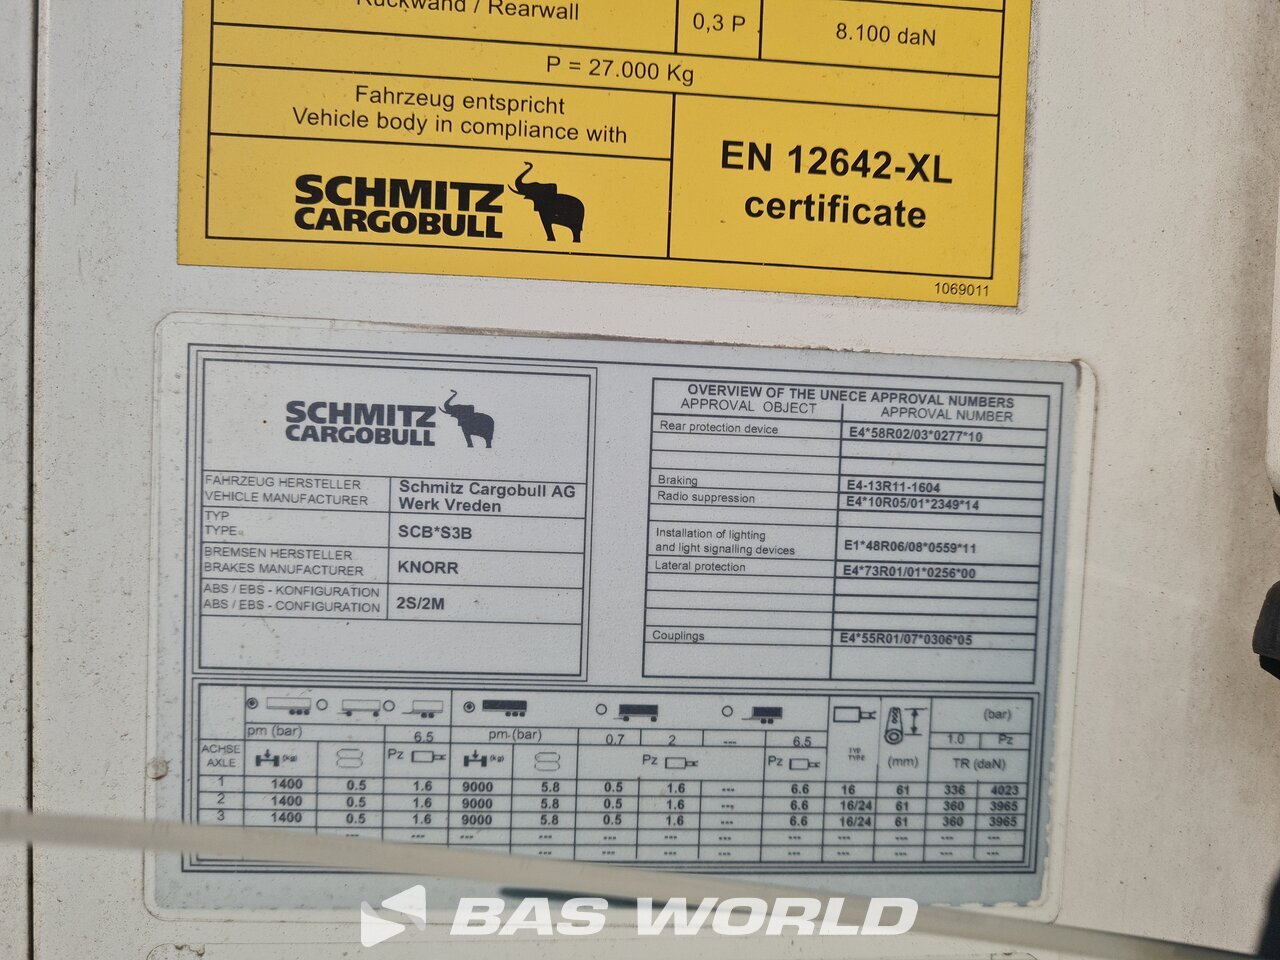 Rückwand / Rearwall
0,3 P
8.100 daN
P = 27.000 Kg
Fahrzeug entspricht
Vehicle body in compliance with
SCHMITZ
CARGOBULL
EN 12642-XL
certificate
1069011
SCHMITZ
CARGOBULL
FAHRZEUG HERSTELLER
VEHICLE MANUFACTURER
Schmitz Cargobull AG
Werk Vreden
TYP
TYPE
SCB*S3B
BREMSEN HERSTELLER
BRAKES MANUFACTURER
KNORR
ABS / EBS - KONFIGURATION
ABS / EBS - CONFIGURATION
2S/2M
OVERVIEW OF THE UNECE APPROVAL NUMBERS
APPROVAL OBJECT APPROVAL NUMBER
Rear protection device E4*58R02/03*0277*10
Braking E4-13R11-1604
Radio suppression E4*10R05/01*2349*14
Installation of lighting
and light signalling devices E1*48R06/08*0559*11
Lateral protection E4*73R01/01*0256*00
Couplings E4*55R01/07*0306*05
(bar)
pm (bar) 6.5 pm (bar) 0.7 2 --- 6.5 1.0 Pz
ACHSE
AXLE
(kg) Pz (kg) Pz Pz TYP
TYPE (mm) TR (daN)
1 1400 0.5 1.6 9000 5.8 0.5 1.6 --- 6.6 16 61 336 4023
2 1400 0.5 1.6 9000 5.8 0.5 1.6 --- 6.6 16/24 61 360 3965
3 1400 0.5 1.6 9000 5.8 0.5 1.6 --- 6.6 16/24 61 360 3965
--- --- --- --- --- --- --- --- --- --- --- --- ---
--- --- --- --- --- --- --- --- ---
BAS WORLD